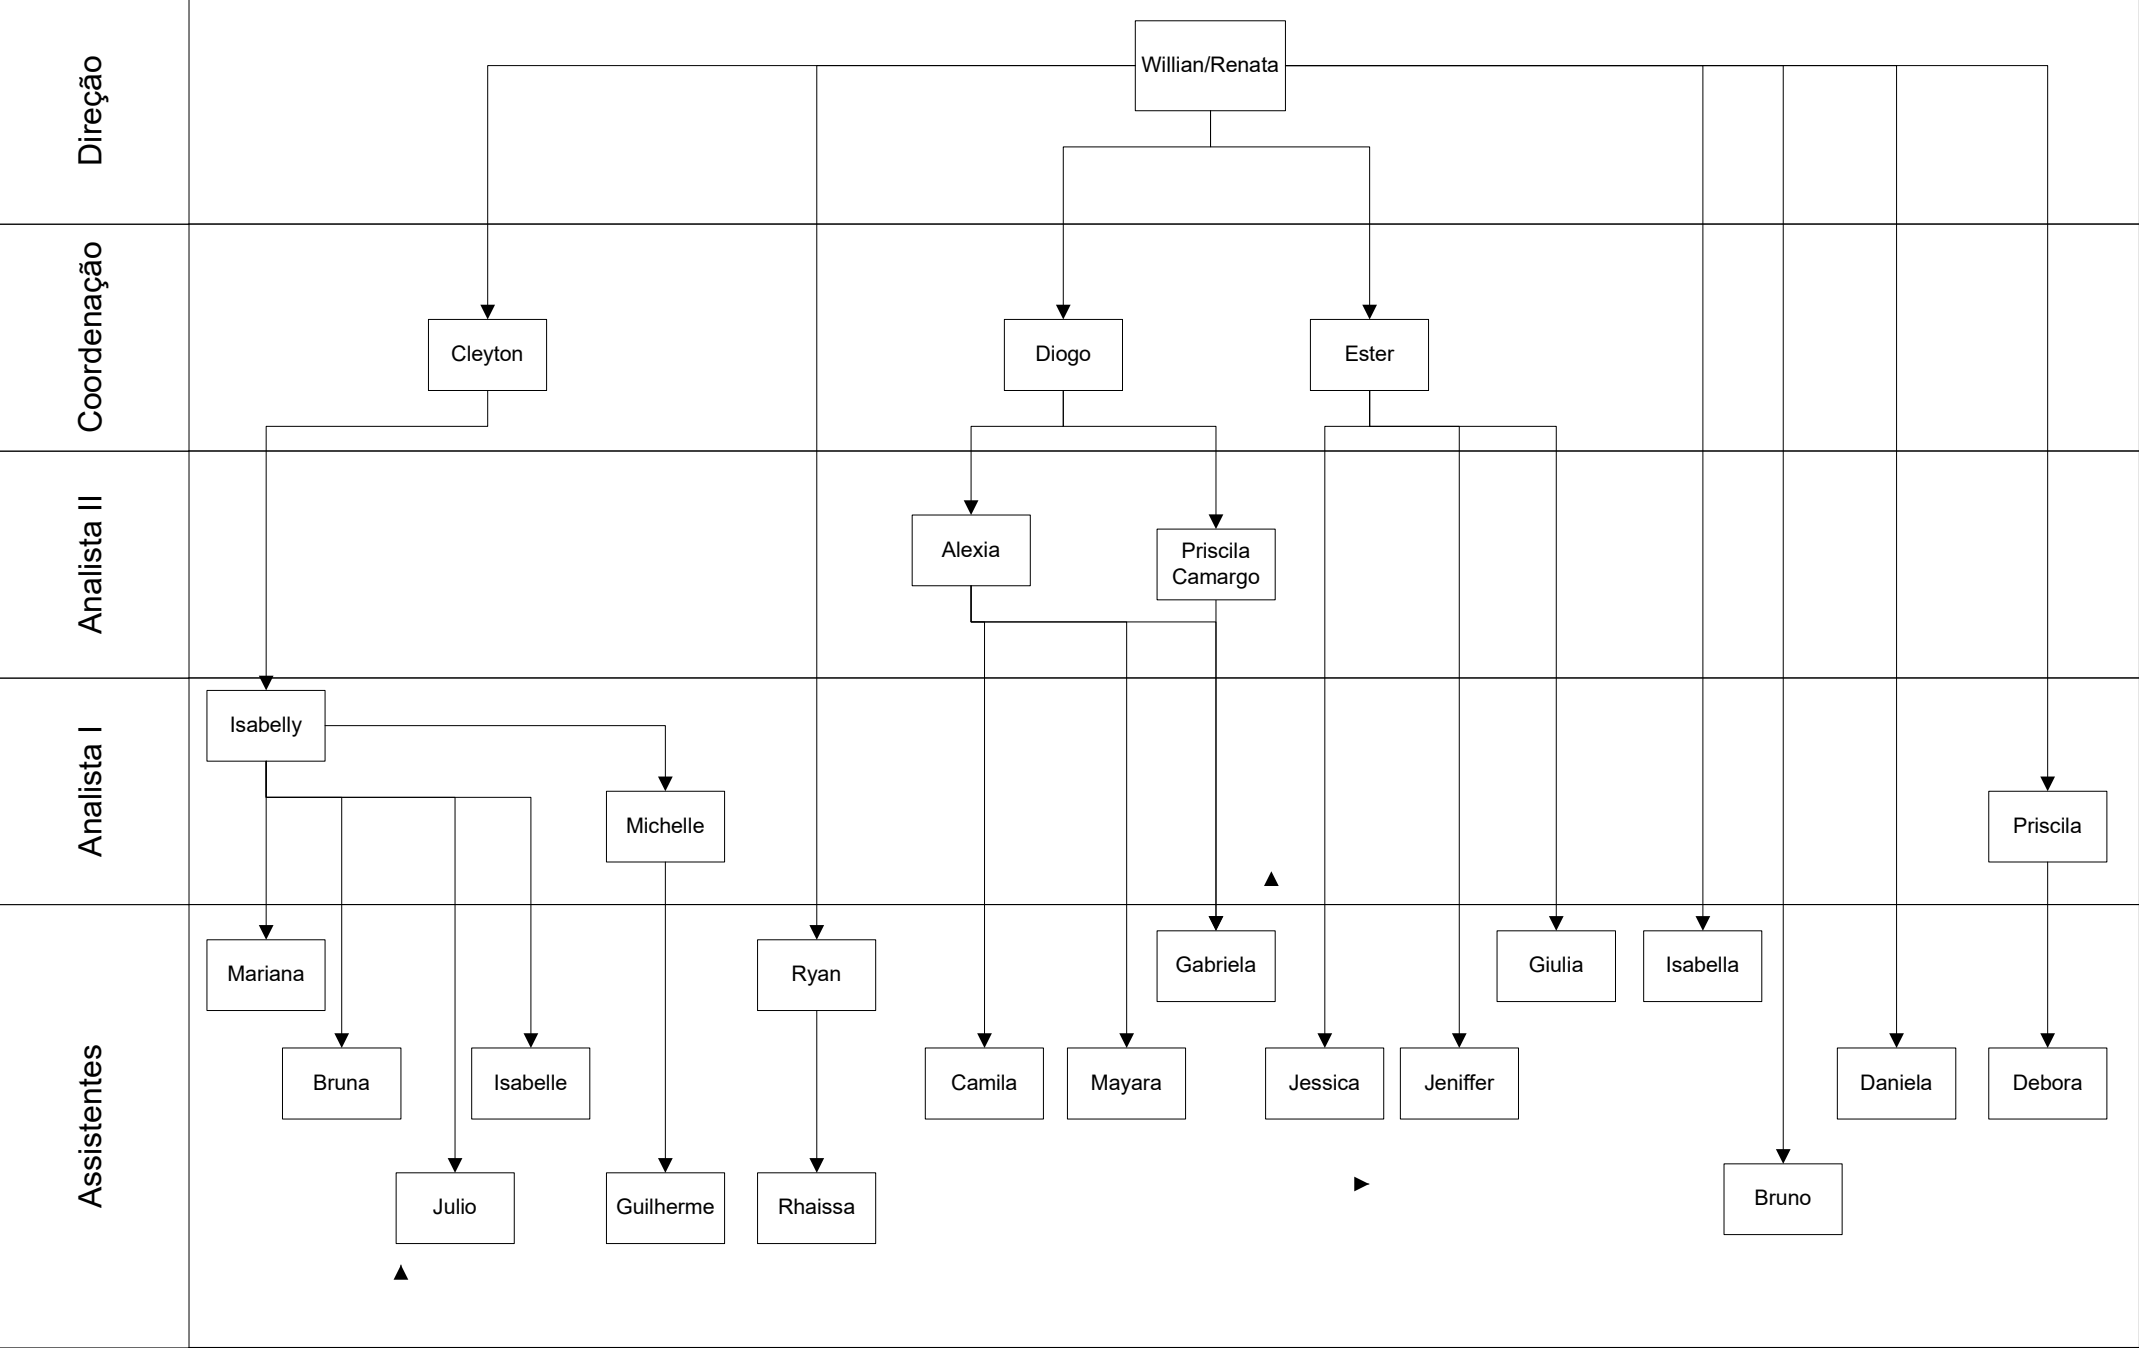 Direção
Willian/Renata
Coordenação
Cleyton
Diogo
Ester
Analista II
Alexia
Priscila
Camargo
Analista I
Isabelly
Michelle
Priscila
Assistentes
Mariana
Ryan
Gabriela
Giulia
Isabella
Bruna
Isabelle
Camila
Mayara
Jessica
Jeniffer
Daniela
Debora
Julio
Guilherme
Rhaissa
Bruno